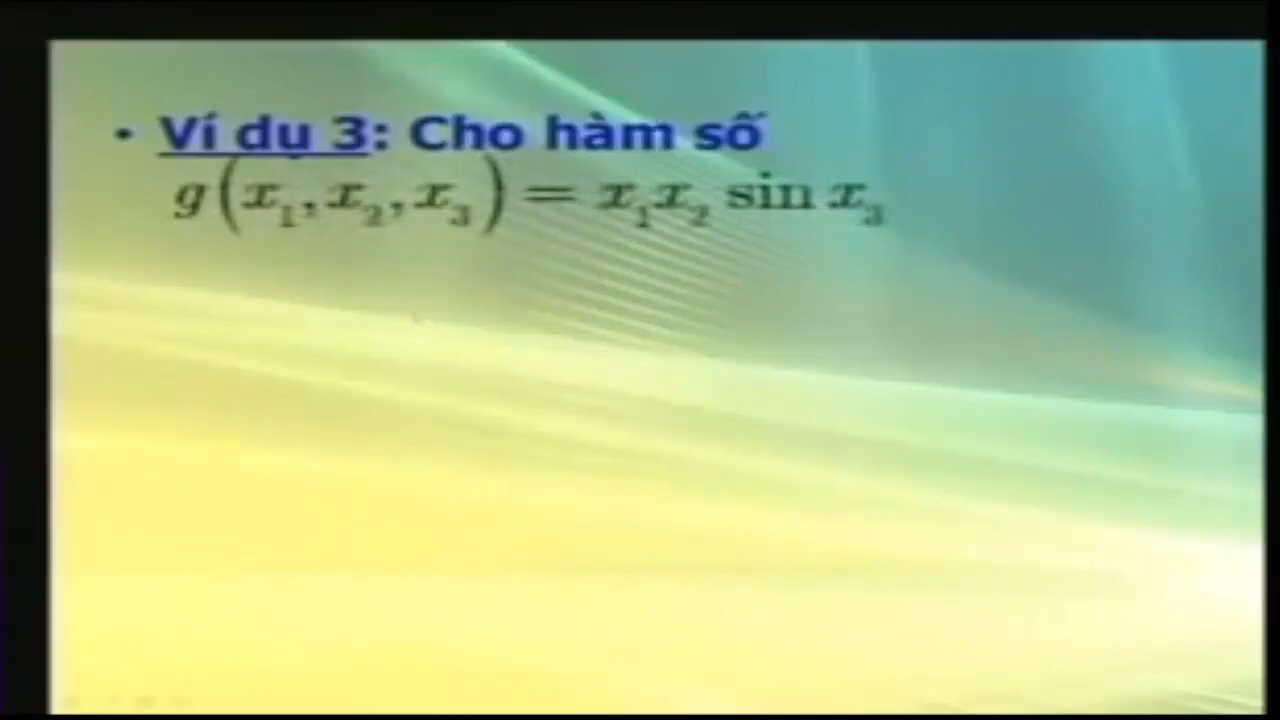 • Ví dụ 3: Cho hàm số
g(x₁, x₂, x₃) = x₁x₂ sin x₃